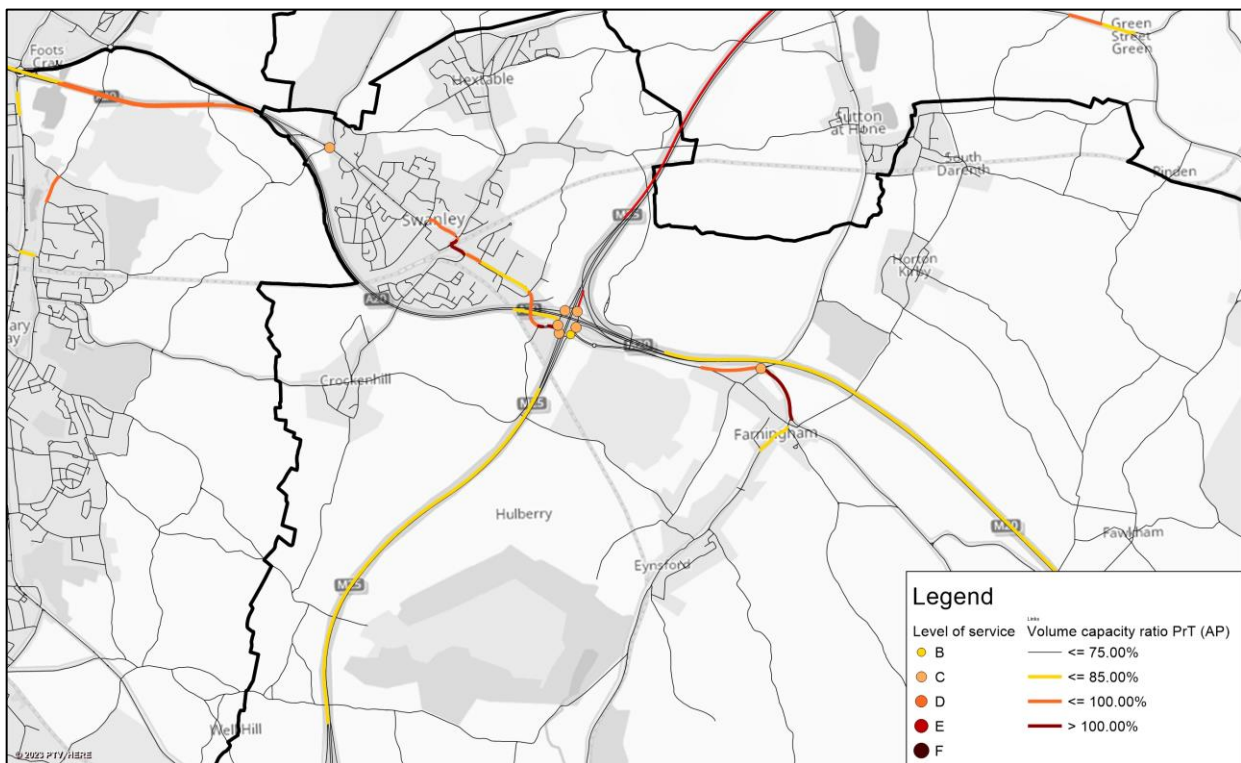 Foots
Cray
A20
Hextable
Green
Street
Green
Sutton
at Hone
South
Darenth
Pinden
Swanley
M25
Horton
Kirby
A20
Crockenhill
M25
Farningham
Hulberry
M20
Fawkham
Eynsford
M25
Well Hill
© 2023 PTV, HERE
Legend
Links
Level of service Volume capacity ratio PrT (AP)
B <= 75.00%
C <= 85.00%
D <= 100.00%
E > 100.00%
F